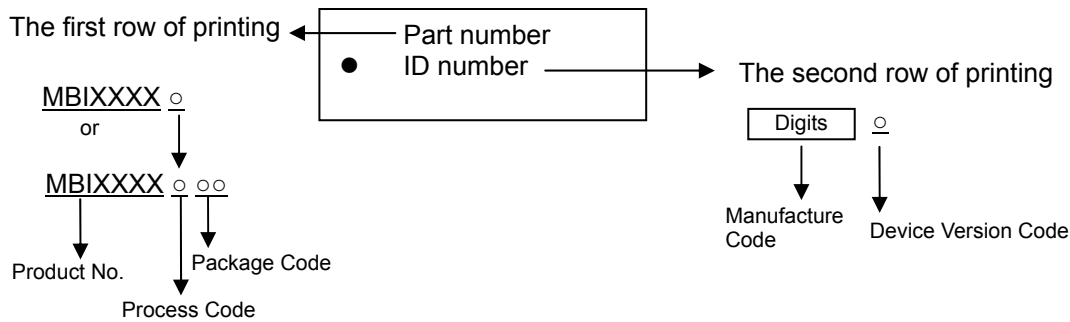 The first row of printing
Part number
ID number
The second row of printing
MBIXXXX ○
or
MBIXXXX ○ ○○
Product No.
Package Code
Process Code
Digits ○
Manufacture
Code
Device Version Code